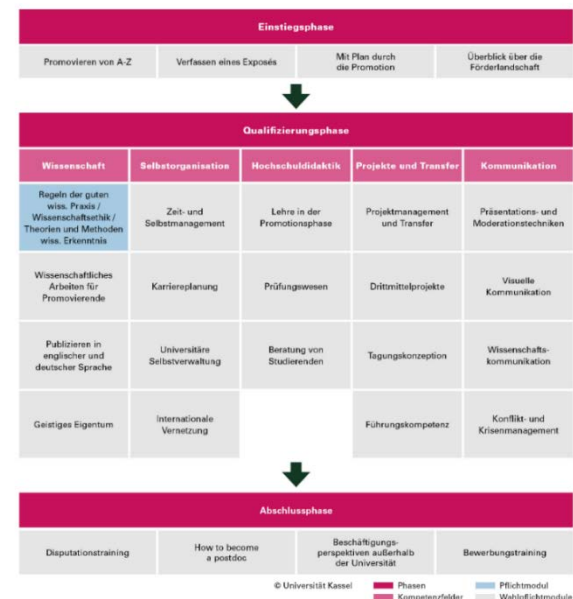 Einstiegsphase
Promovieren von A-Z
Verfassen eines Exposés
Mit Plan durch
die Promotion
Überblick über die
Förderlandschaft
Qualifizierungsphase
Wissenschaft
Selbstorganisation
Hochschuldidaktik
Projekte und Transfer
Kommunikation
Regeln der guten
wiss. Praxis /
Wissenschaftsethik /
Theorien und Methoden
wiss. Erkenntnis
Zeit- und
Selbstmanagement
Lehre in der
Promotionsphase
Projektmanagement
und Transfer
Präsentations- und
Moderationstechniken
Wissenschaftliches
Arbeiten für
Promovierende
Karriereplanung
Prüfungswesen
Drittmittelprojekte
Visuelle
Kommunikation
Publizieren in
englischer und
deutscher Sprache
Universitäre
Selbstverwaltung
Beratung von
Studierenden
Tagungskonzeption
Wissenschafts-
kommunikation
Geistiges Eigentum
Internationale
Vernetzung
Führungskompetenz
Konflikt- und
Krisenmanagement
Abschlussphase
Disputationstraining
How to become
a postdoc
Beschäftigungs-
perspektiven außerhalb
der Universität
Bewerbungstraining
© Universität Kassel
Phasen
Pflichtmodul
Kompetenzfelder
Wahlpflichtmodule